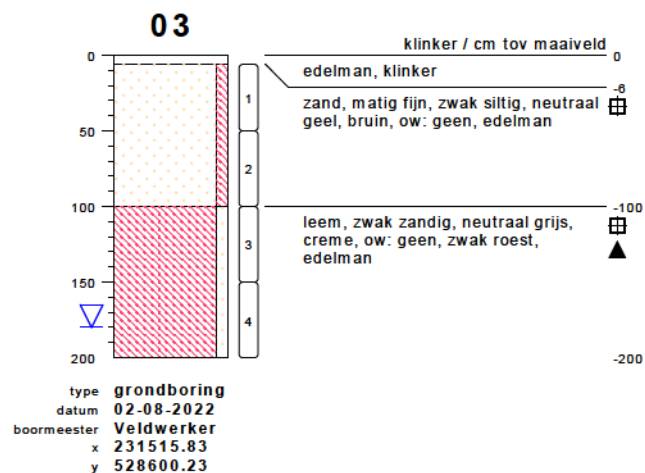 03
klinker / cm tov maaiveld
0
0
edelman, klinker
-6
zand, matig fijn, zwak siltig, neutraal
geel, bruin, ow: geen, edelman
1
50
2
100
-100
leem, zwak zandig, neutraal grijs,
creme, ow: geen, zwak roest,
edelman
3
150
4
200
-200
type grondboring
datum 02-08-2022
boormeester Veldwerker
x 231515.83
y 528600.23